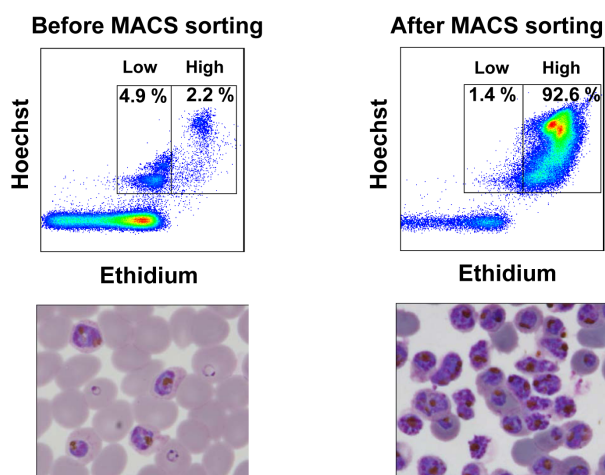 Before MACS sorting
After MACS sorting
Low High
4.9 % 2.2 %
Low High
1.4 % 92.6 %
Hoechst
Hoechst
Ethidium
Ethidium